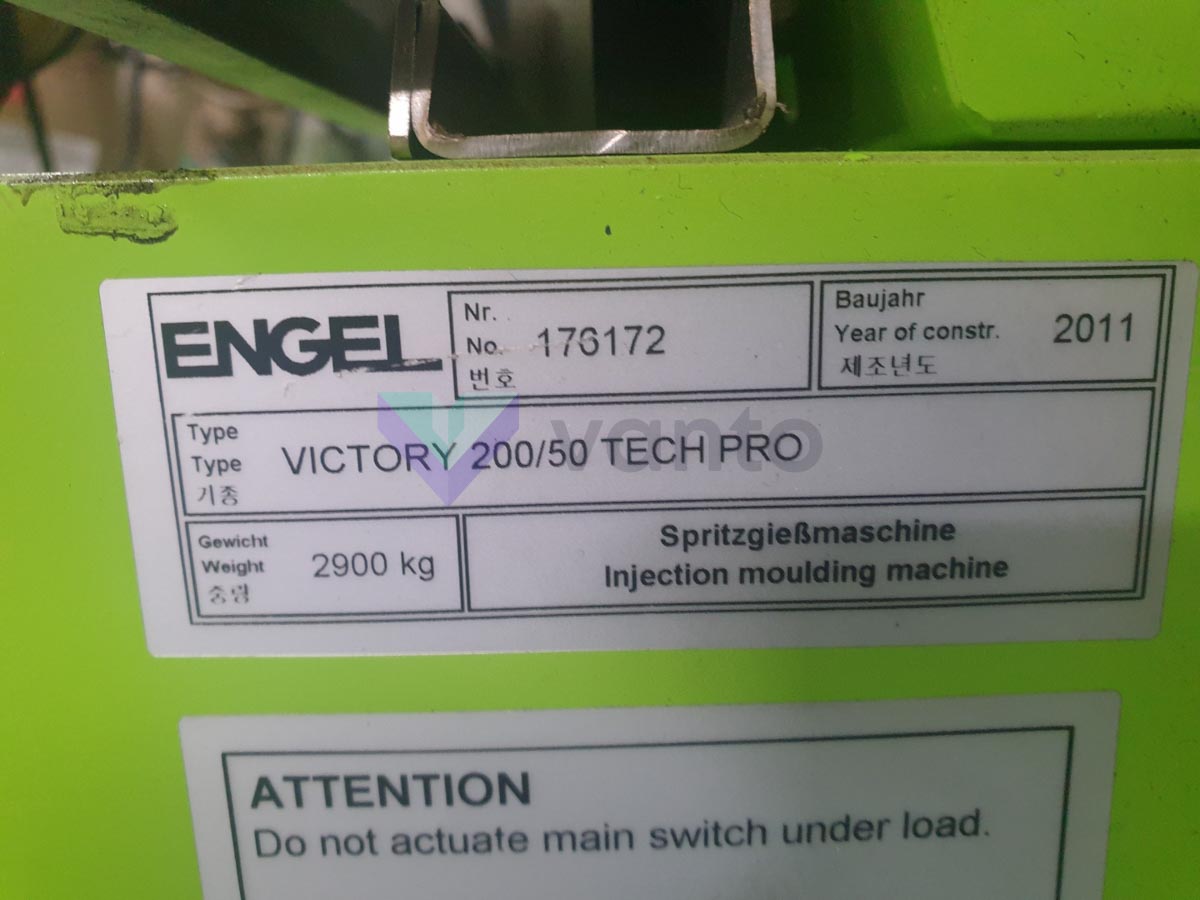 ENGEL
Nr.
No. 176172
번호
Baujahr
Year of constr. 2011
제조년도
Type
Type VICTORY 200/50 TECH PRO
기종
vanto
Gewicht
Weight 2900 kg
중량
Spritzgießmaschine
Injection moulding machine
ATTENTION
Do not actuate main switch under load.